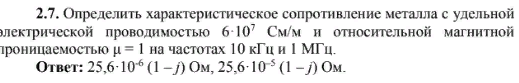 2.7. Определить характеристическое сопротивление металла с удельной
электрической проводимостью 6·10⁷ См/м и относительной магнитной
проницаемостью μ = 1 на частотах 10 кГц и 1 МГц.
Ответ: 25,6·10⁻⁶ (1 – j) Ом, 25,6·10⁻⁵ (1 – j) Ом.